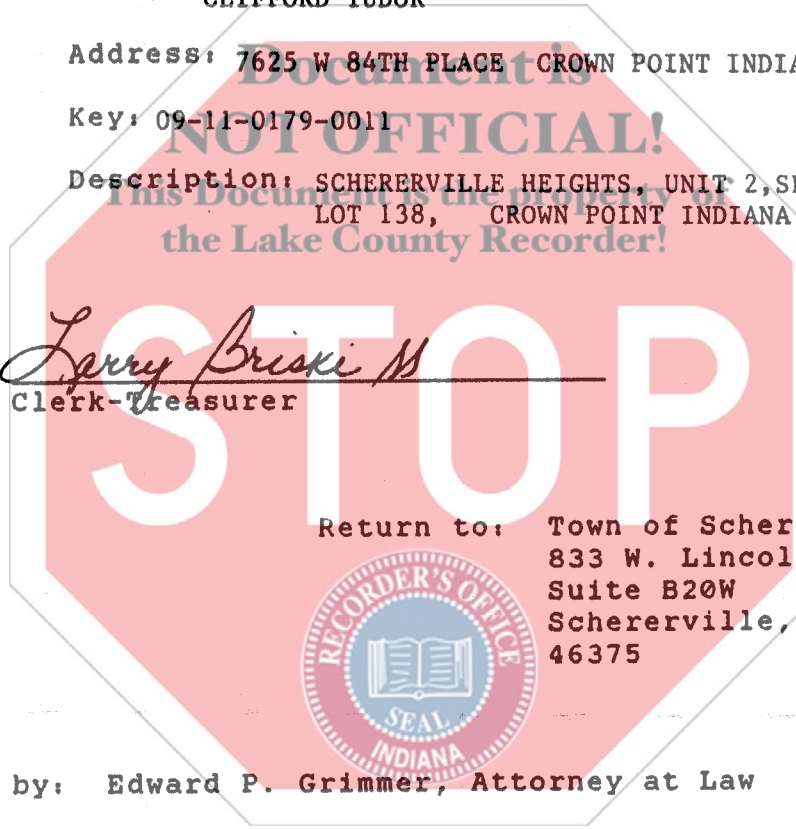 CLIFFORD TUDOR
Address: 7625 W 84TH PLACE CROWN POINT INDIA
Document is
Key: 09-11-0179-0011
NOT OFFICIAL!
Description: SCHERERVILLE HEIGHTS, UNIT 2,
This Document is the property of
LOT 138, CROWN POINT INDIANA
the Lake County Recorder!
STOP
Larry Briski
Clerk-Treasurer
Return to: Town of Scher
833 W. Lincol
Suite B20W
Schererville,
46375
RECORDER'S OFFICE
SEAL
INDIANA
by: Edward P. Grimmer, Attorney at Law